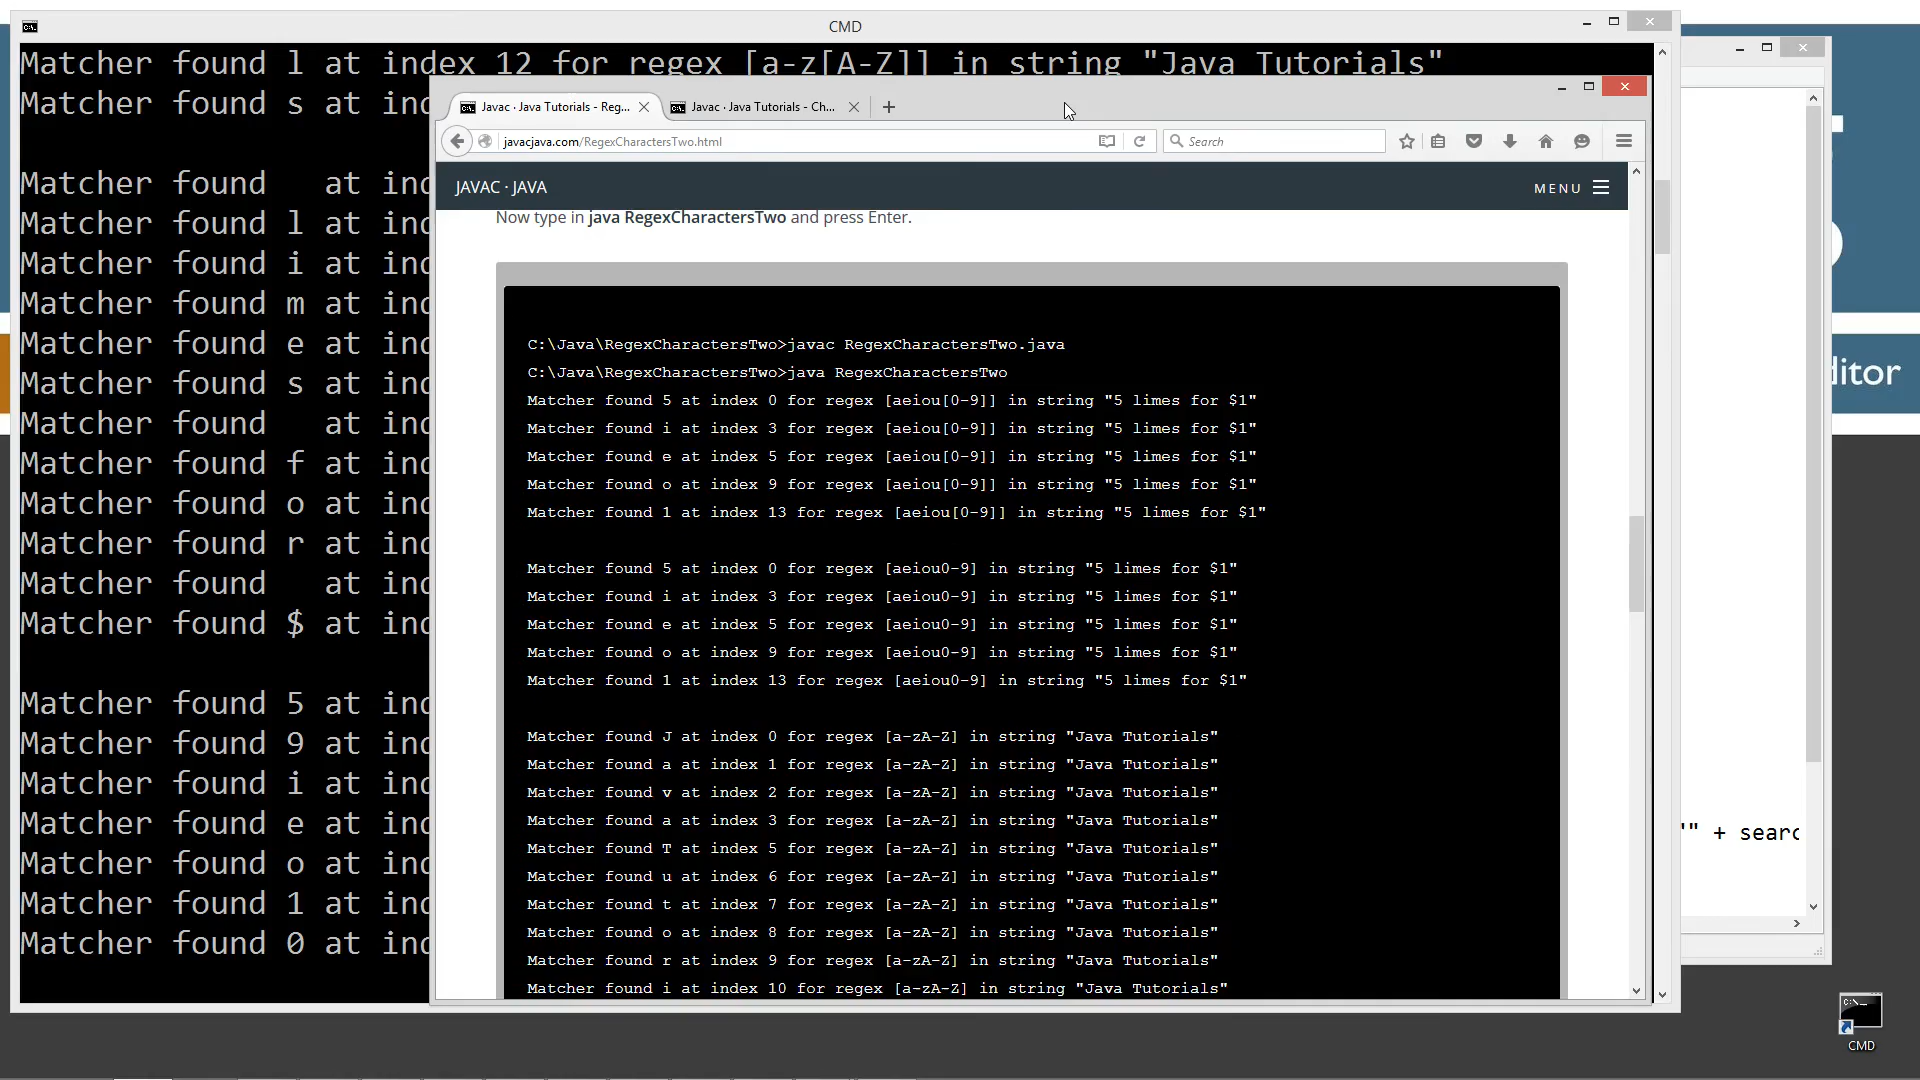 CMD
Matcher found l at index 12 for regex [a-z[A-Z]] in string "Java Tutorials"
Matcher found s at ind
Matcher found   at ind
Matcher found l at ind
Matcher found i at ind
Matcher found m at ind
Matcher found e at ind
Matcher found s at ind
Matcher found   at ind
Matcher found f at ind
Matcher found o at ind
Matcher found r at ind
Matcher found   at ind
Matcher found $ at ind
Matcher found 5 at ind
Matcher found 9 at ind
Matcher found i at ind
Matcher found e at ind
Matcher found o at ind
Matcher found 1 at ind
Matcher found 0 at ind
Javac · Java Tutorials - Reg...
Javac · Java Tutorials - Ch...
javacjava.com/RegexCharactersTwo.html
Search
JAVAC · JAVA
MENU
Now type in java RegexCharactersTwo and press Enter.
C:\Java\RegexCharactersTwo>javac RegexCharactersTwo.java
C:\Java\RegexCharactersTwo>java RegexCharactersTwo
Matcher found 5 at index 0 for regex [aeiou[0-9]] in string "5 limes for $1"
Matcher found i at index 3 for regex [aeiou[0-9]] in string "5 limes for $1"
Matcher found e at index 5 for regex [aeiou[0-9]] in string "5 limes for $1"
Matcher found o at index 9 for regex [aeiou[0-9]] in string "5 limes for $1"
Matcher found 1 at index 13 for regex [aeiou[0-9]] in string "5 limes for $1"
Matcher found 5 at index 0 for regex [aeiou0-9] in string "5 limes for $1"
Matcher found i at index 3 for regex [aeiou0-9] in string "5 limes for $1"
Matcher found e at index 5 for regex [aeiou0-9] in string "5 limes for $1"
Matcher found o at index 9 for regex [aeiou0-9] in string "5 limes for $1"
Matcher found 1 at index 13 for regex [aeiou0-9] in string "5 limes for $1"
Matcher found J at index 0 for regex [a-zA-Z] in string "Java Tutorials"
Matcher found a at index 1 for regex [a-zA-Z] in string "Java Tutorials"
Matcher found v at index 2 for regex [a-zA-Z] in string "Java Tutorials"
Matcher found a at index 3 for regex [a-zA-Z] in string "Java Tutorials"
Matcher found T at index 5 for regex [a-zA-Z] in string "Java Tutorials"
Matcher found u at index 6 for regex [a-zA-Z] in string "Java Tutorials"
Matcher found t at index 7 for regex [a-zA-Z] in string "Java Tutorials"
Matcher found o at index 8 for regex [a-zA-Z] in string "Java Tutorials"
Matcher found r at index 9 for regex [a-zA-Z] in string "Java Tutorials"
Matcher found i at index 10 for regex [a-zA-Z] in string "Java Tutorials"
ditor
'" + searc
CMD